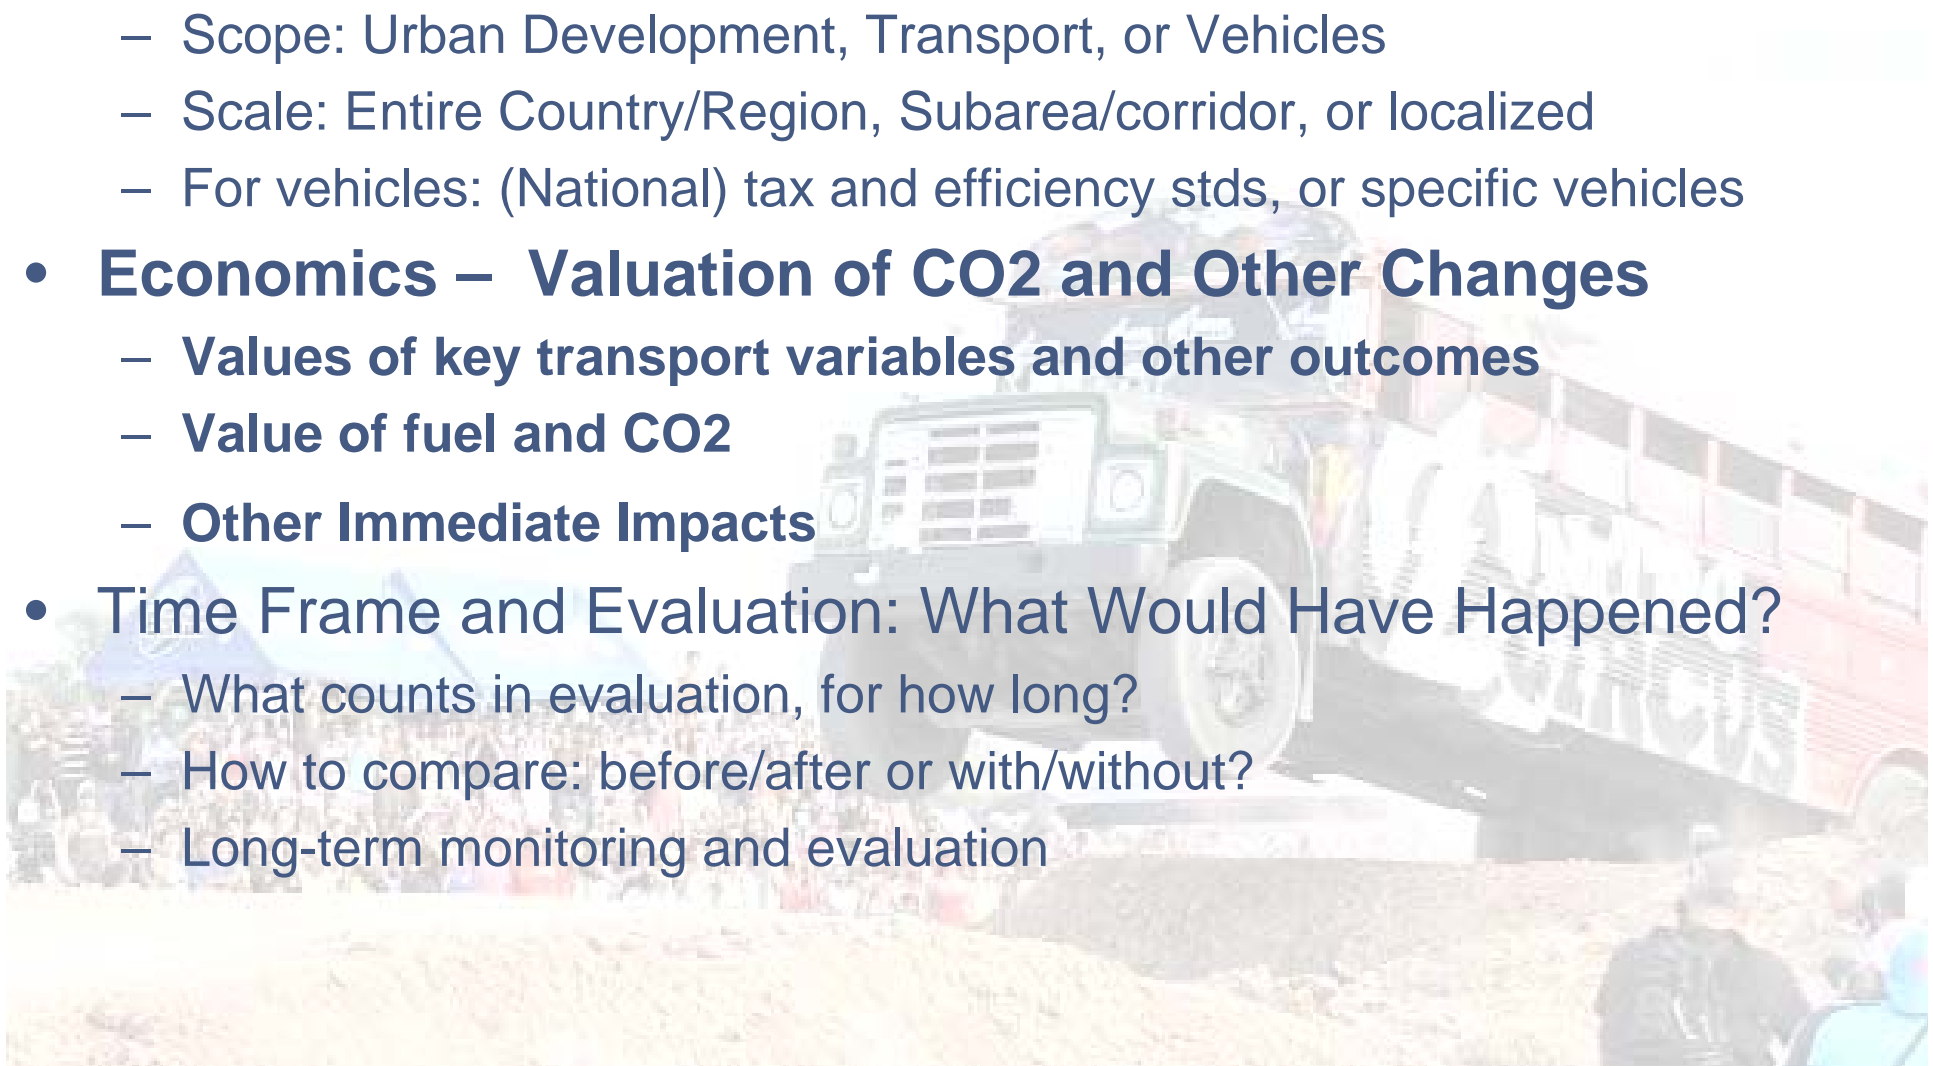 – Scope: Urban Development, Transport, or Vehicles
– Scale: Entire Country/Region, Subarea/corridor, or localized
– For vehicles: (National) tax and efficiency stds, or specific vehicles
• Economics – Valuation of CO2 and Other Changes
– Values of key transport variables and other outcomes
– Value of fuel and CO2
– Other Immediate Impacts
• Time Frame and Evaluation: What Would Have Happened?
– What counts in evaluation, for how long?
– How to compare: before/after or with/without?
– Long-term monitoring and evaluation